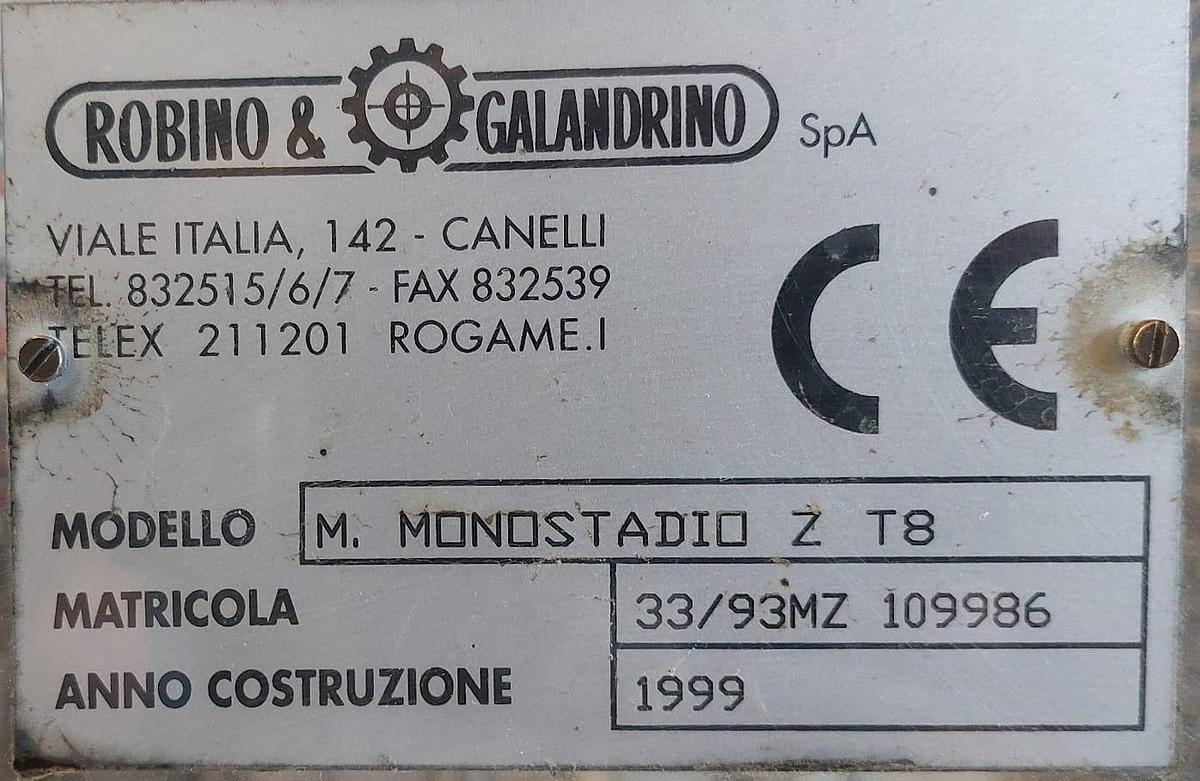 ROBINO & GALANDRINO SpA
VIALE ITALIA, 142 - CANELLI
TEL. 832515/6/7 - FAX 832539
TELEX 211201 ROGAME.I
CE
MODELLO M. MONOSTADIO Z T8
MATRICOLA 33/93MZ 109986
ANNO COSTRUZIONE 1999